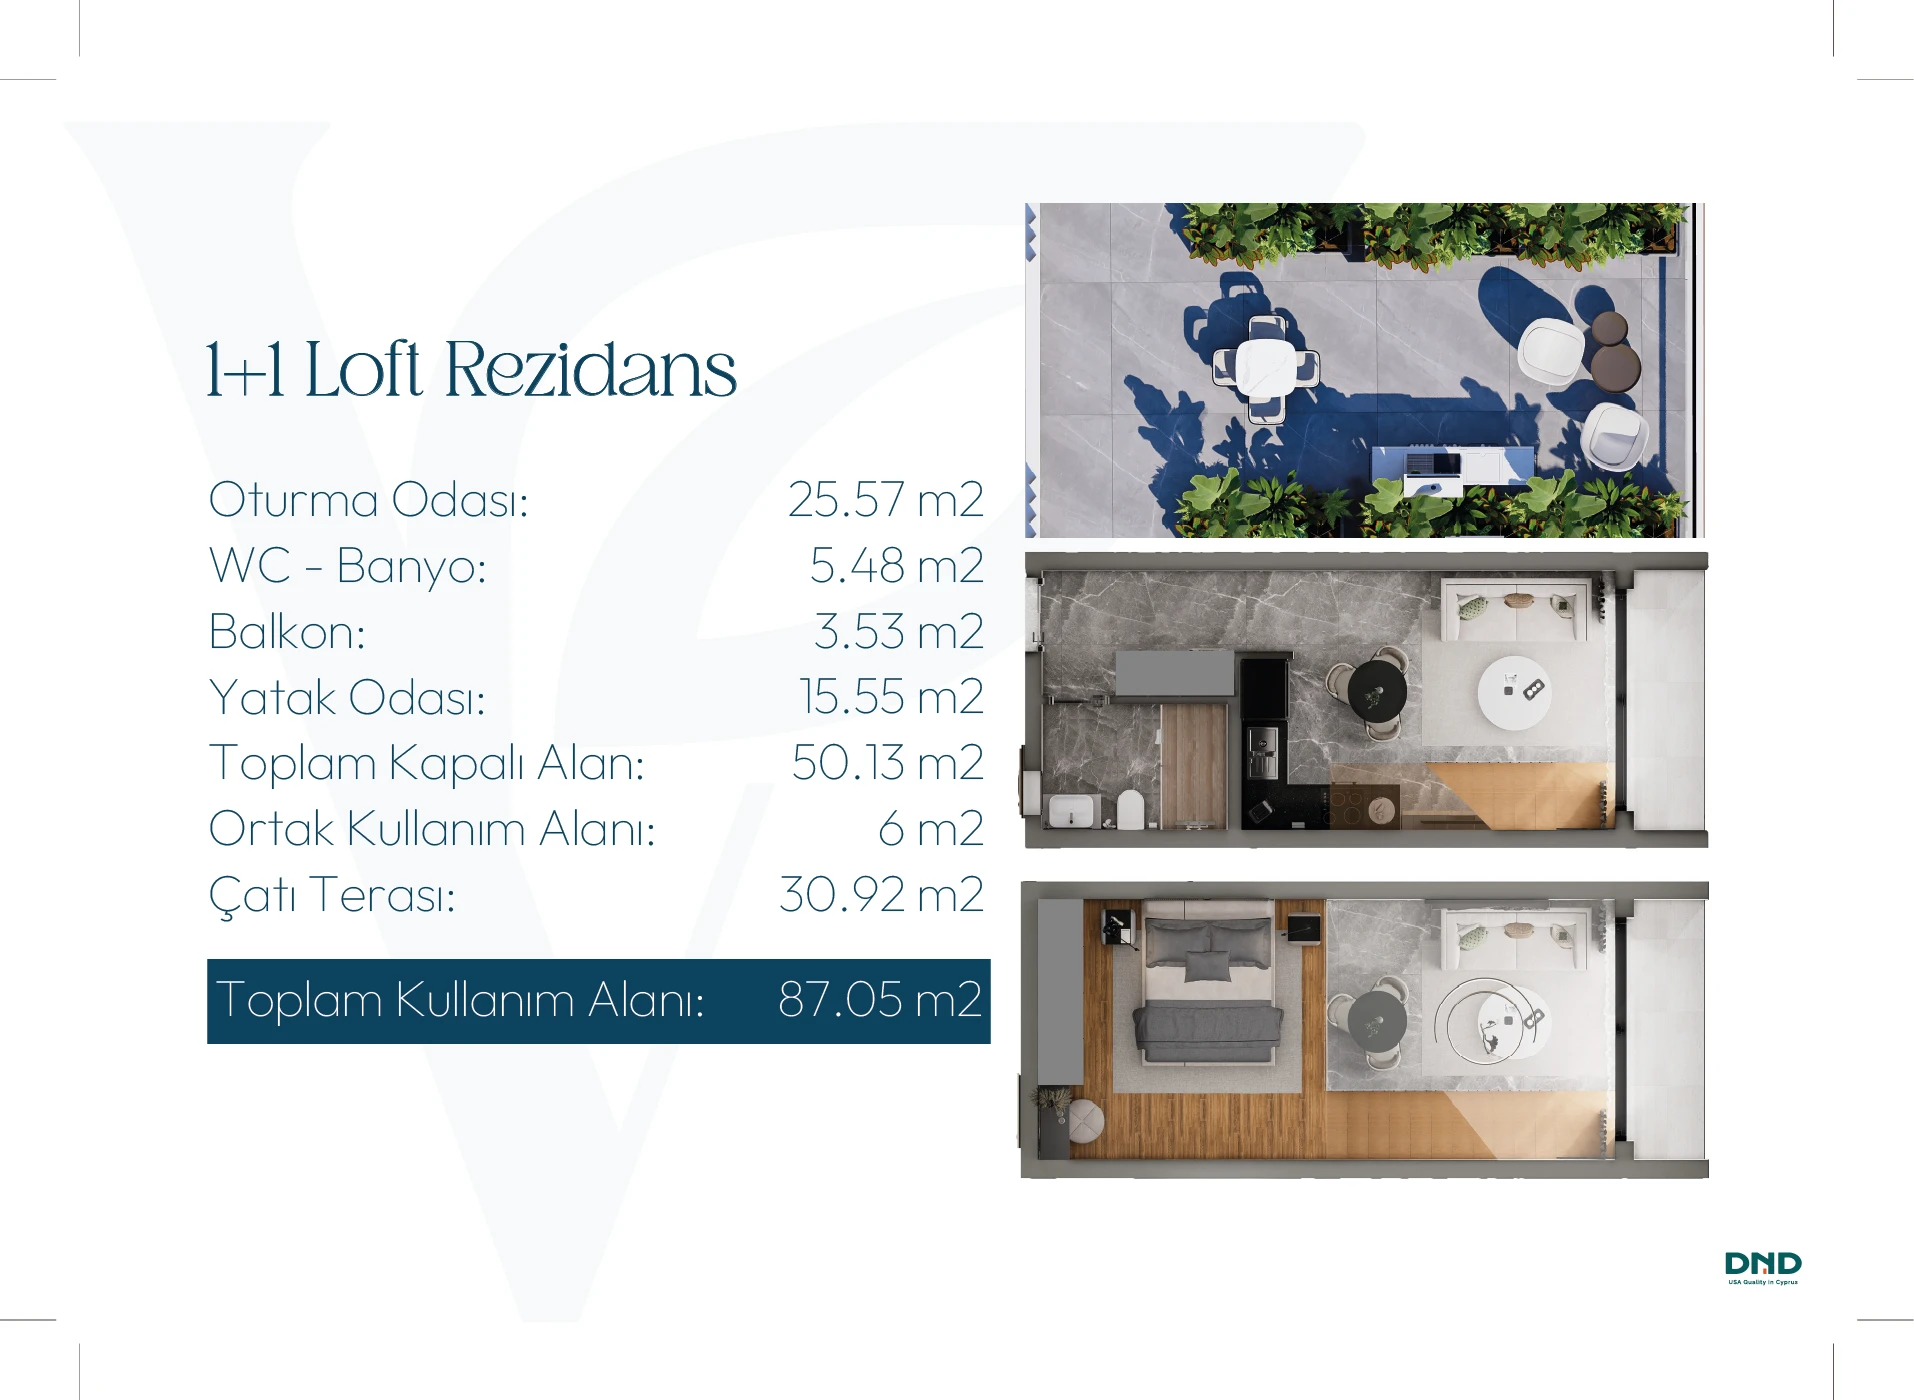 1+1 Loft Rezidans
Oturma Odası: 25.57 m2
WC - Banyo: 5.48 m2
Balkon: 3.53 m2
Yatak Odası: 15.55 m2
Toplam Kapalı Alan: 50.13 m2
Ortak Kullanım Alanı: 6 m2
Çatı Terası: 30.92 m2
Toplam Kullanım Alanı: 87.05 m2
DND
USA Quality in Cyprus